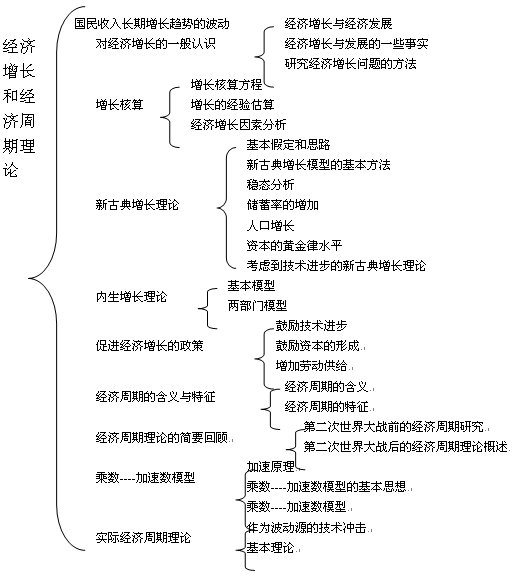 经济
增长
和经
济周
期理
论
国民收入长期增长趋势的波动
对经济增长的一般认识
经济增长与经济发展
经济增长与发展的一些事实
研究经济增长问题的方法
增长核算
增长核算方程
增长的经验估算
经济增长因素分析
新古典增长理论
基本假定和思路
新古典增长模型的基本方法
稳态分析
储蓄率的增加
人口增长
资本的黄金律水平
考虑到技术进步的新古典增长理论
内生增长理论
基本模型
两部门模型
促进经济增长的政策
鼓励技术进步
鼓励资本的形成
增加劳动供给
经济周期的含义与特征
经济周期的含义
经济周期的特征
经济周期理论的简要回顾
第二次世界大战前的经济周期研究
第二次世界大战后的经济周期理论概述
乘数----加速数模型
加速原理
乘数----加速数模型的基本思想
乘数----加速数模型
实际经济周期理论
作为波动源的技术冲击
基本理论